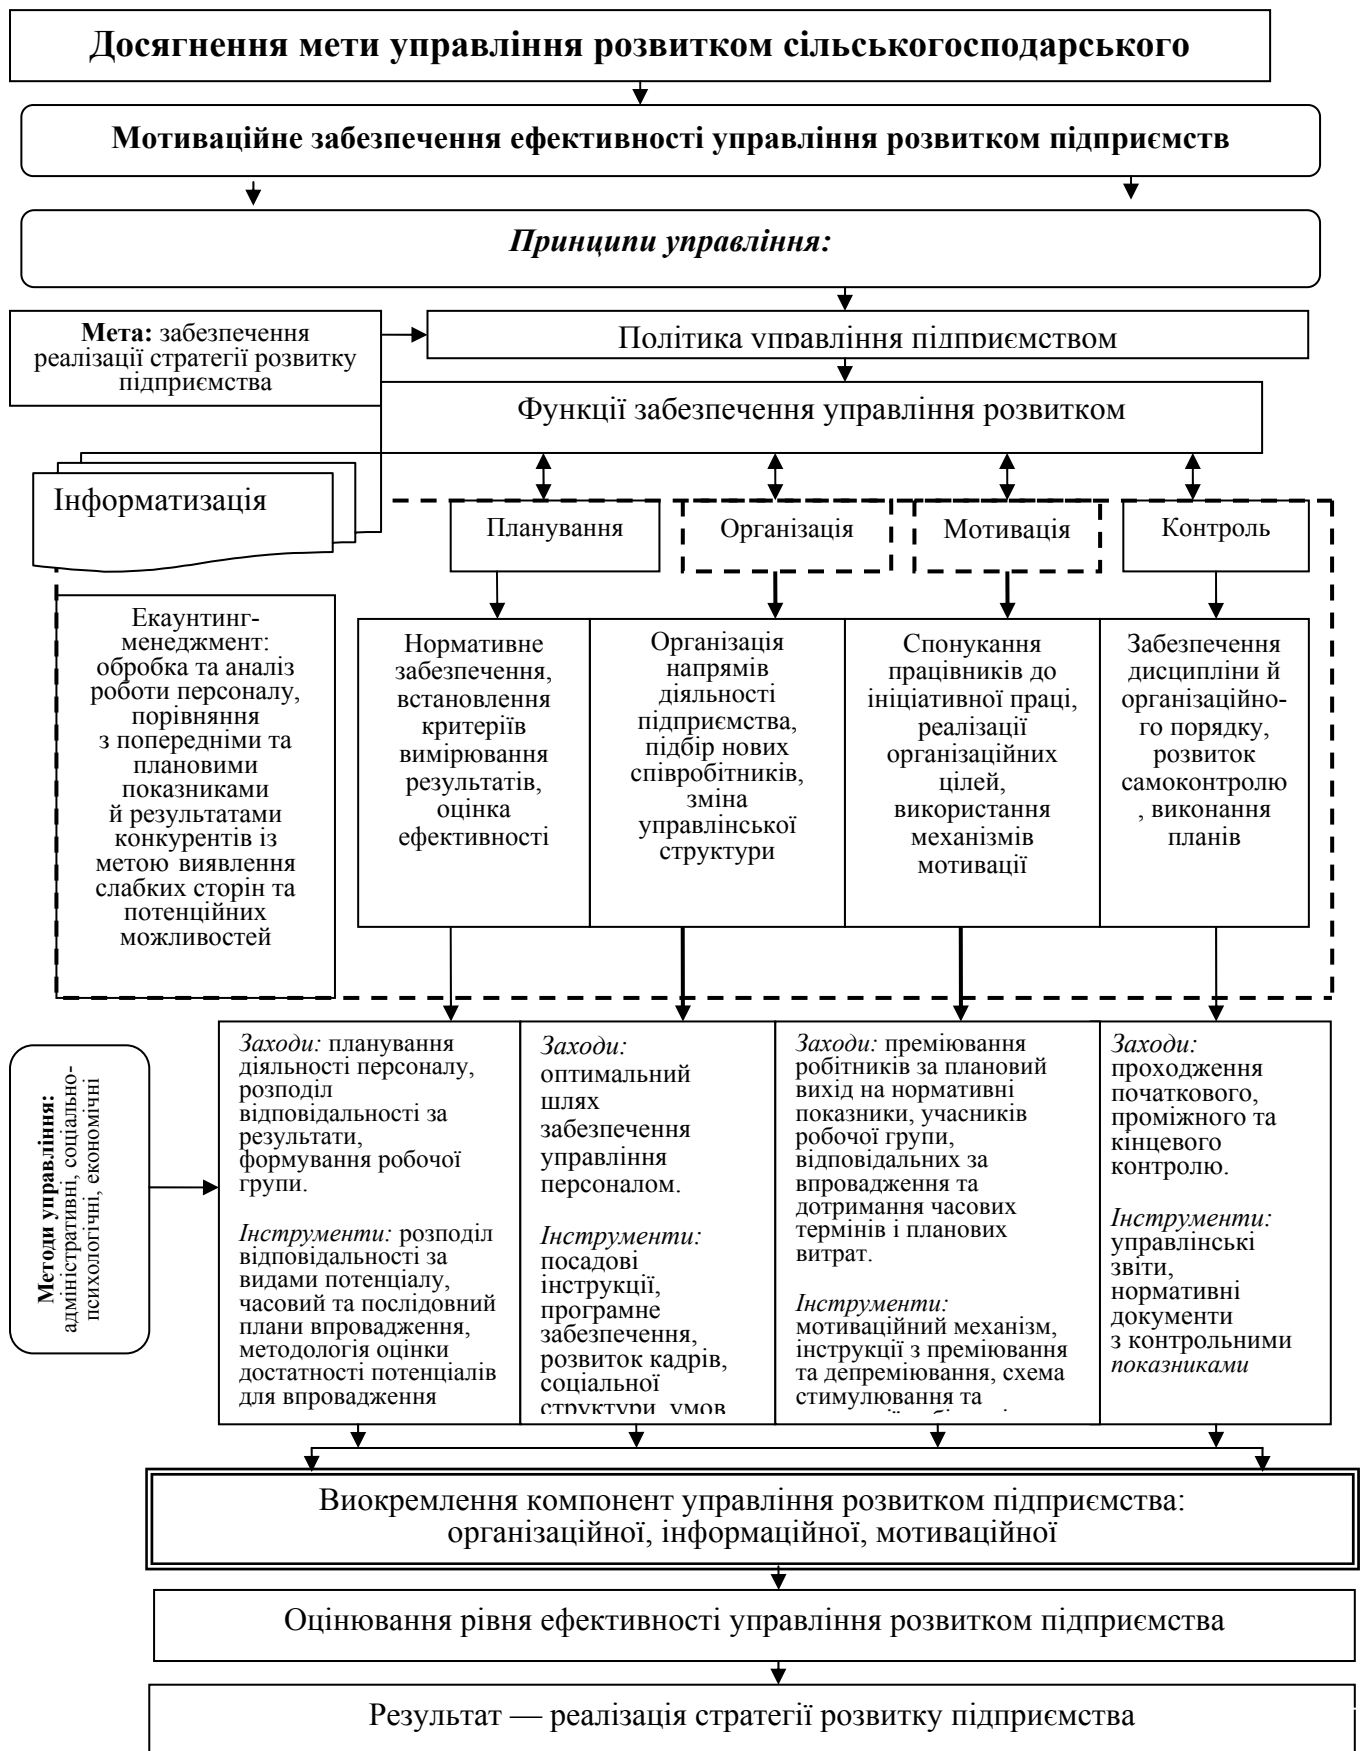 Досягнення мети управління розвитком сільськогосподарського
Мотиваційне забезпечення ефективності управління розвитком підприємств
Принципи управління:
Мета: забезпечення
реалізації стратегії розвитку
підприємства
Політика управління підприємством
Функції забезпечення управління розвитком
Інформатизація
Планування
Організація
Мотивація
Контроль
Екаунтинг-
менеджмент:
обробка та аналіз
роботи персоналу,
порівняння
з попередніми та
плановими
показниками
й результатами
конкурентів із
метою виявлення
слабких сторін та
потенційних
можливостей
Нормативне
забезпечення,
встановлення
критеріїв
вимірювання
результатів,
оцінка
ефективності
Організація
напрямів
діяльності
підприємства,
підбір нових
співробітників,
зміна
управлінської
структури
Спонукання
працівників до
ініціативної праці,
реалізації
організаційних
цілей,
використання
механізмів
мотивації
Забезпечення
дисципліни й
організаційно-
го порядку,
розвиток
самоконтролю
, виконання
планів
Методи управління:
адміністративні, соціально-
психологічні, економічні
Заходи: планування
діяльності персоналу,
розподіл
відповідальності за
результати,
формування робочої
групи.
Інструменти: розподіл
відповідальності за
видами потенціалу,
часовий та послідовний
плани впровадження,
методологія оцінки
достатності потенціалів
для впровадження
Заходи:
оптимальний
шлях
забезпечення
управління
персоналом.
Інструменти:
посадові
інструкції,
програмне
забезпечення,
розвиток кадрів,
соціальної
структури, умов
Заходи: преміювання
робітників за плановий
вихід на нормативні
показники, учасників
робочої групи,
відповідальних за
впровадження та
дотримання часових
термінів і планових
витрат.
Інструменти:
мотиваційний механізм,
інструкції з преміювання
та депреміювання, схема
стимулювання та
Заходи:
проходження
початкового,
проміжного та
кінцевого
контролю.
Інструменти:
управлінські
звіти,
нормативні
документи
з контрольними
показниками
Виокремлення компонент управління розвитком підприємства:
організаційної, інформаційної, мотиваційної
Оцінювання рівня ефективності управління розвитком підприємства
Результат — реалізація стратегії розвитку підприємства